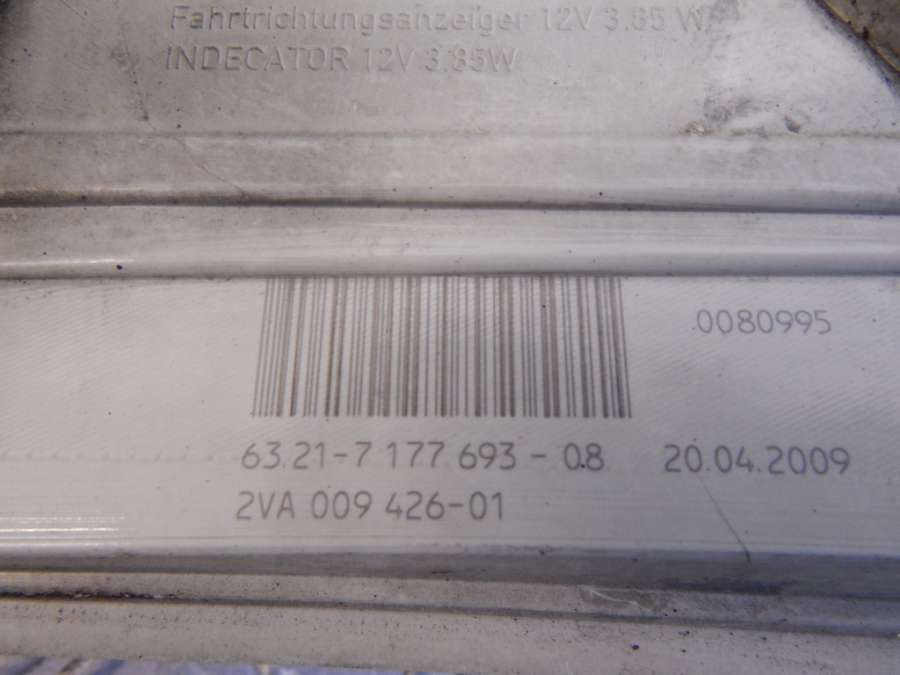 Fahrtrichtungsanzeiger 12V 3.85 W
INDECATOR 12V 3.85W
0080995
63.21-7 177 693-08 20.04.2009
2VA 009 426-01